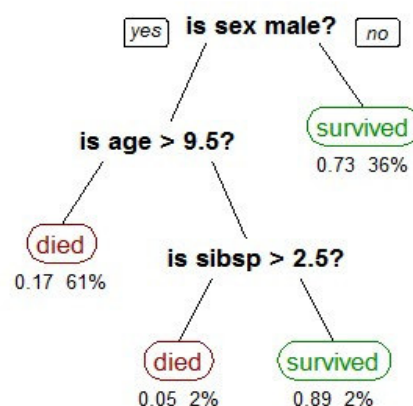 yes is sex male? no
survived
0.73 36%
is age > 9.5?
died
0.17 61%
is sibsp > 2.5?
died survived
0.05 2% 0.89 2%